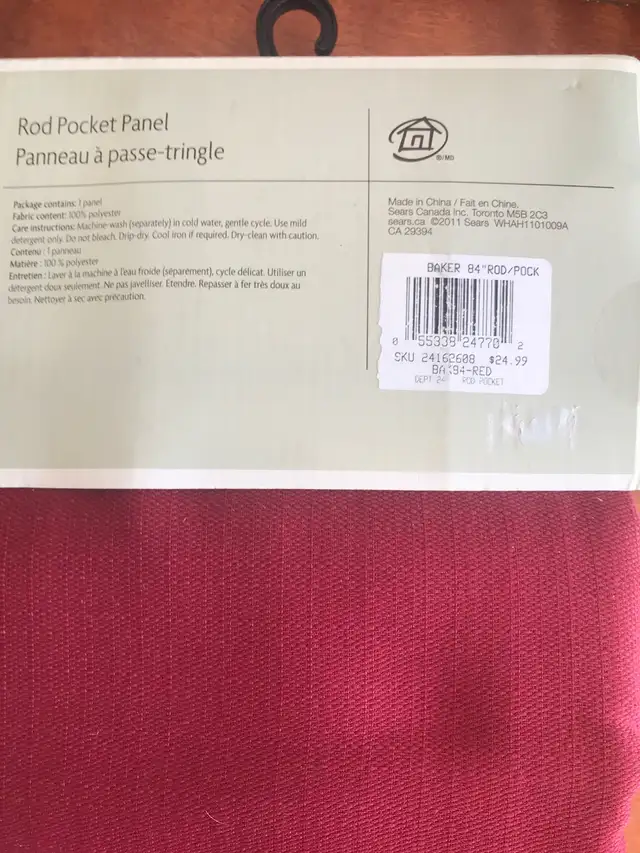 Rod Pocket Panel
Panneau à passe-tringle
Package contains: 1 panel
Fabric content: 100% polyester
Care instructions: Machine-wash (separately) in cold water, gentle cycle. Use mild
detergent only. Do not bleach. Drip-dry. Cool iron if required. Dry-clean with caution.
Contenu : 1 panneau
Matière : 100 % polyester
Entretien : Laver à la machine à l'eau froide (séparément), cycle délicat. Utiliser un
détergent doux seulement. Ne pas javelliser. Étendre. Repasser à fer très doux au
besoin. Nettoyer à sec avec précaution.
®/MD
Made in China / Fait en Chine.
Sears Canada Inc. Toronto M5B 2C3
sears.ca ©2011 Sears WHAH1101009A
CA 29394
BAKER 84"ROD/POCK
0 55339 24770 2
SKU 24162608 $24.99
BAK84-RED
DEPT 24 ROD POCKET